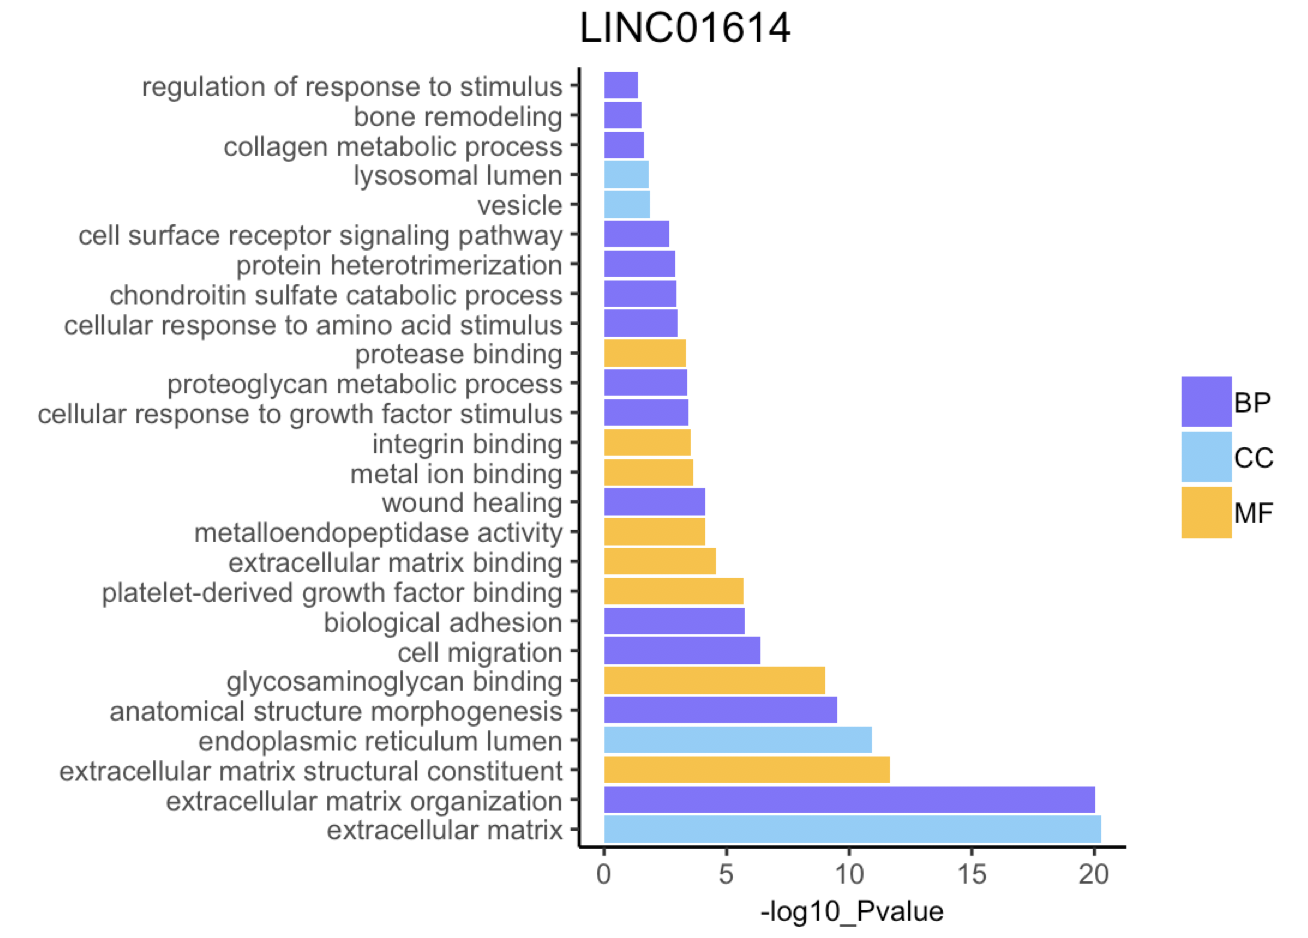 LINC01614
regulation of response to stimulus
bone remodeling
collagen metabolic process
lysosomal lumen
vesicle
cell surface receptor signaling pathway
protein heterotrimerization
chondroitin sulfate catabolic process
cellular response to amino acid stimulus
protease binding
proteoglycan metabolic process
cellular response to growth factor stimulus
integrin binding
metal ion binding
wound healing
metalloendopeptidase activity
extracellular matrix binding
platelet-derived growth factor binding
biological adhesion
cell migration
glycosaminoglycan binding
anatomical structure morphogenesis
endoplasmic reticulum lumen
extracellular matrix structural constituent
extracellular matrix organization
extracellular matrix
0 5 10 15 20
-log10_Pvalue
BP
CC
MF